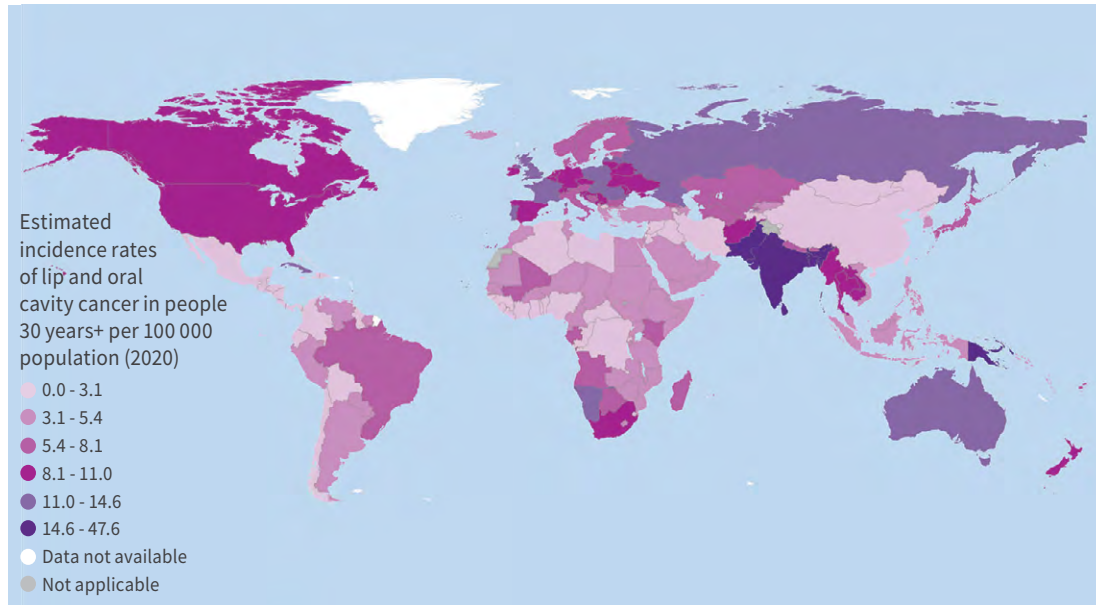 Estimated
incidence rates
of lip and oral
cavity cancer in people
30 years+ per 100 000
population (2020)
0.0 - 3.1
3.1 - 5.4
5.4 - 8.1
8.1 - 11.0
11.0 - 14.6
14.6 - 47.6
Data not available
Not applicable